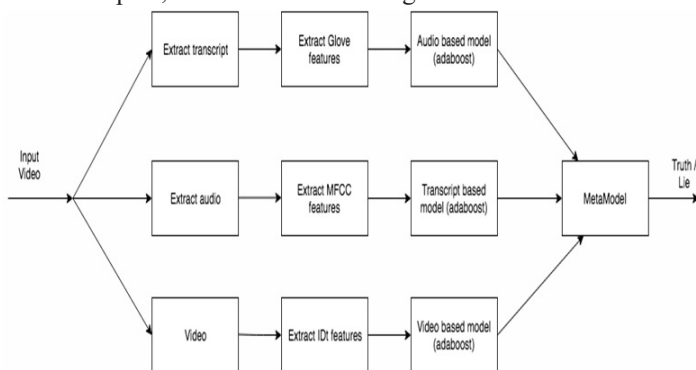 Extract transcript
Extract Glove
features
Audio based model
(adaboost)
Input
Video
Extract audio
Extract MFCC
features
Transcript based
model (adaboost)
MetaModel
Truth /
Lie
Video
Extract IDt features
Video based model
(adaboost)